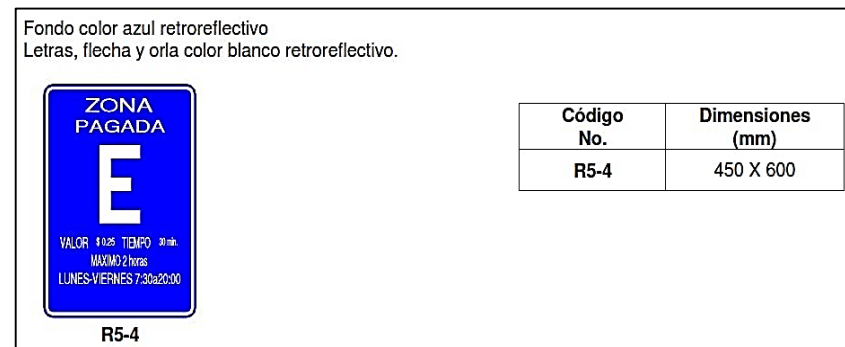 Fondo color azul retroreflectivo
Letras, flecha y orla color blanco retroreflectivo.
ZONA
PAGADA
E
VALOR $ 0.25 TIEMPO 30 min.
MAXIMO 2 horas
LUNES-VIERNES 7:30a20:00
R5-4
Código No. Dimensiones (mm)
R5-4 450 X 600